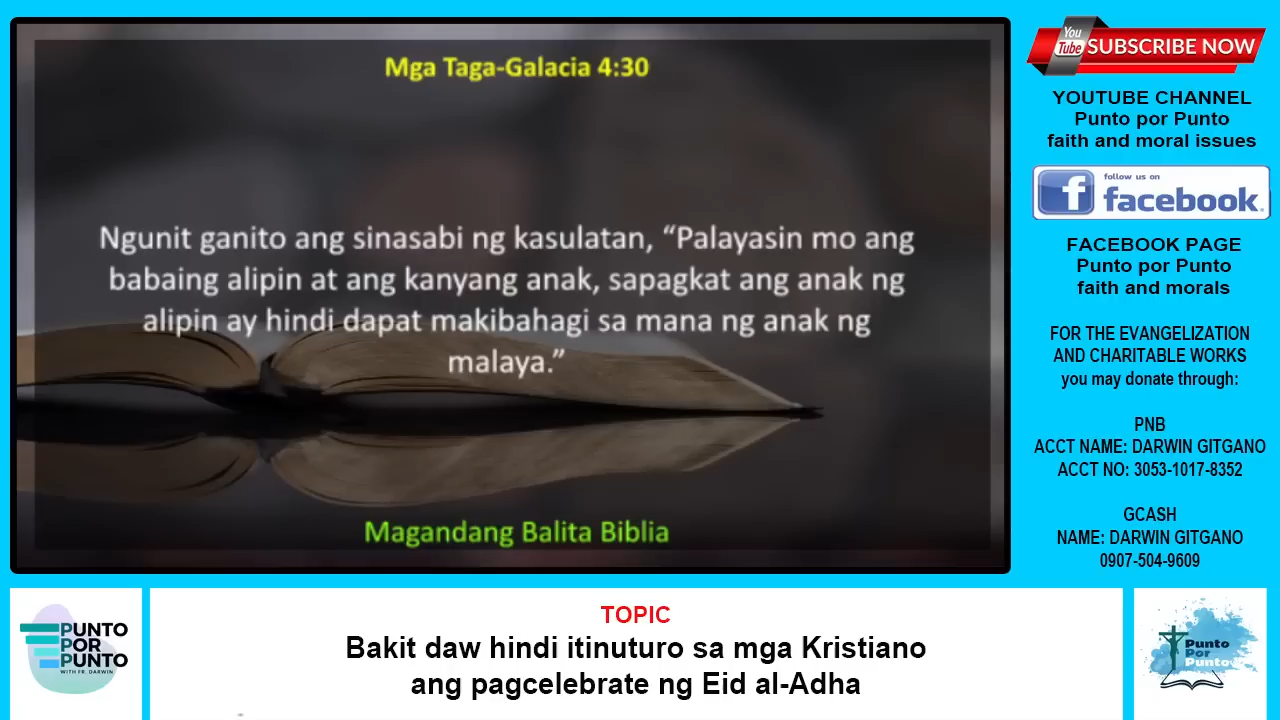 Mga Taga-Galacia 4:30
Ngunit ganito ang sinasabi ng kasulatan, “Palayasin mo ang
babaing alipin at ang kanyang anak, sapagkat ang anak ng
alipin ay hindi dapat makibahagi sa mana ng anak ng
malaya.”
Magandang Balita Biblia
You
Tube
SUBSCRIBE NOW
YOUTUBE CHANNEL
Punto por Punto
faith and moral issues
follow us on
facebook.
FACEBOOK PAGE
Punto por Punto
faith and morals
FOR THE EVANGELIZATION
AND CHARITABLE WORKS
you may donate through:
PNB
ACCT NAME: DARWIN GITGANO
ACCT NO: 3053-1017-8352
GCASH
NAME: DARWIN GITGANO
0907-504-9609
PUNTO
POR
PUNTO
WITH FR. DARWIN
TOPIC
Bakit daw hindi itinuturo sa mga Kristiano
ang pagcelebrate ng Eid al-Adha
Punto
Por
Punto